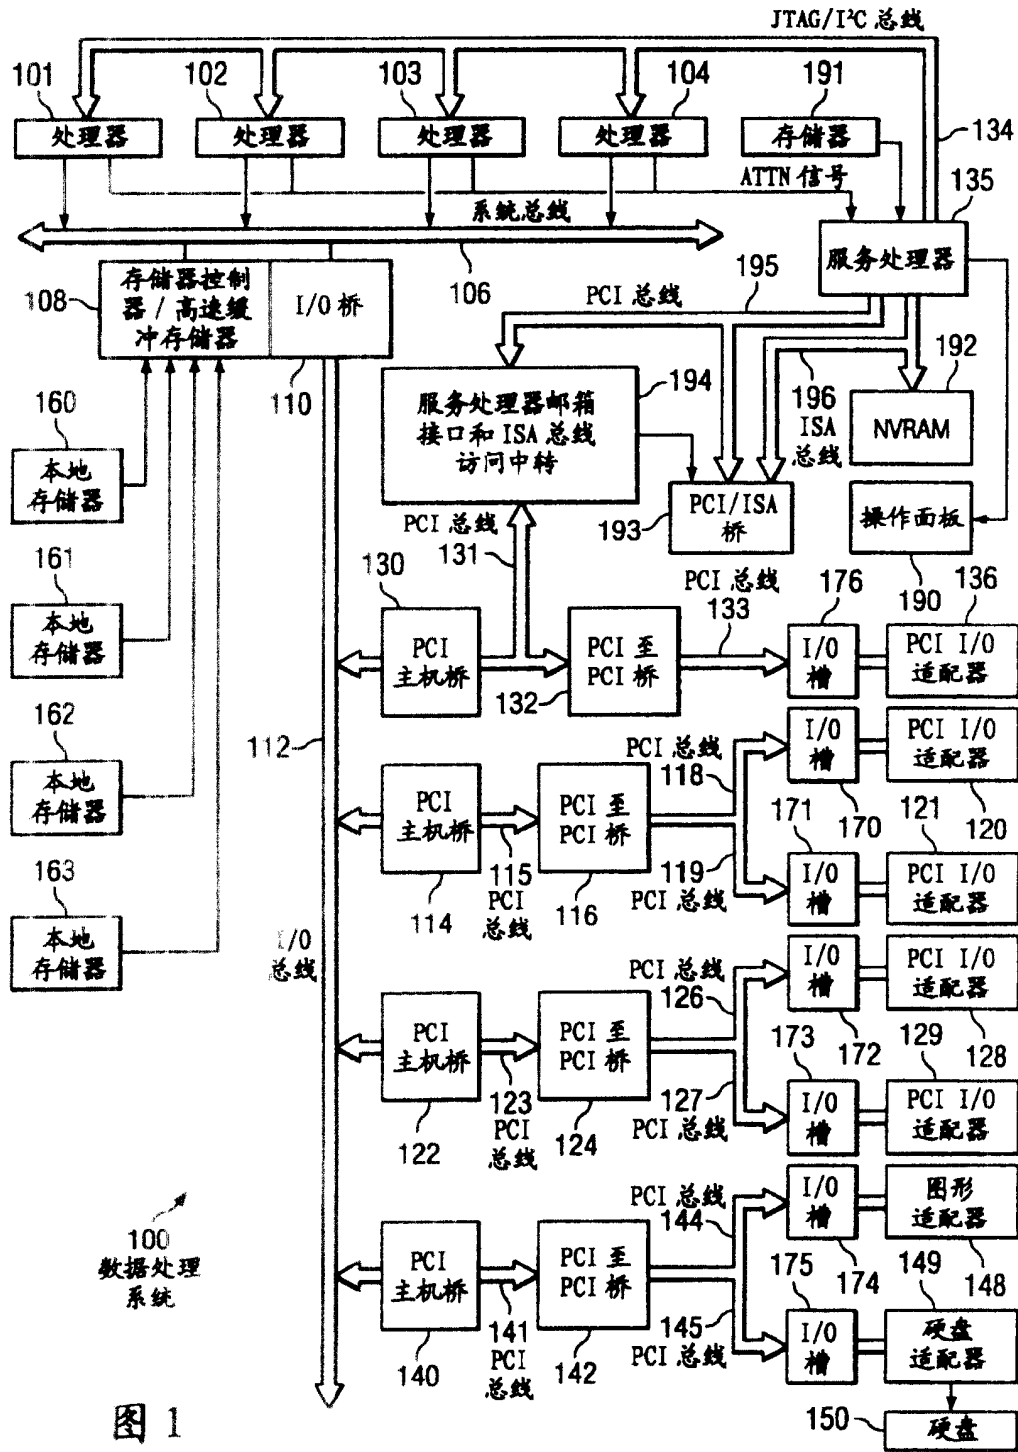 JTAG/I²C 总线
101
102
103
104
191
处理器
处理器
处理器
处理器
存储器
134
ATTN 信号
135
系统总线
服务处理器
108
存储器控制
器 / 高速缓
冲存储器
I/O 桥
106
195
PCI 总线
110
192
194
196
ISA
总线
NVRAM
服务处理器邮箱
接口和 ISA 总线
访问中转
160
本地
存储器
193
PCI/ISA
桥
操作面板
190
PCI 总线
131
161
本地
存储器
130
PCI
主机桥
PCI 至
PCI 桥
132
PCI 总线
133
176
I/O
槽
136
PCI I/O
适配器
162
本地
存储器
112
PCI 总线
118
I/O
槽
170
PCI I/O
适配器
120
PCI
主机桥
114
115
PCI
总线
PCI 至
PCI 桥
116
119
PCI 总线
171
I/O
槽
121
PCI I/O
适配器
163
本地
存储器
I/O
总线
PCI 总线
126
I/O
槽
172
PCI I/O
适配器
128
PCI
主机桥
122
123
PCI
总线
PCI 至
PCI 桥
124
127
PCI 总线
173
I/O
槽
129
PCI I/O
适配器
PCI 总线
144
I/O
槽
174
图形
适配器
148
100
数据处理
系统
PCI
主机桥
140
141
PCI
总线
PCI 至
PCI 桥
142
145
PCI 总线
175
I/O
槽
149
硬盘
适配器
150
硬盘
图 1